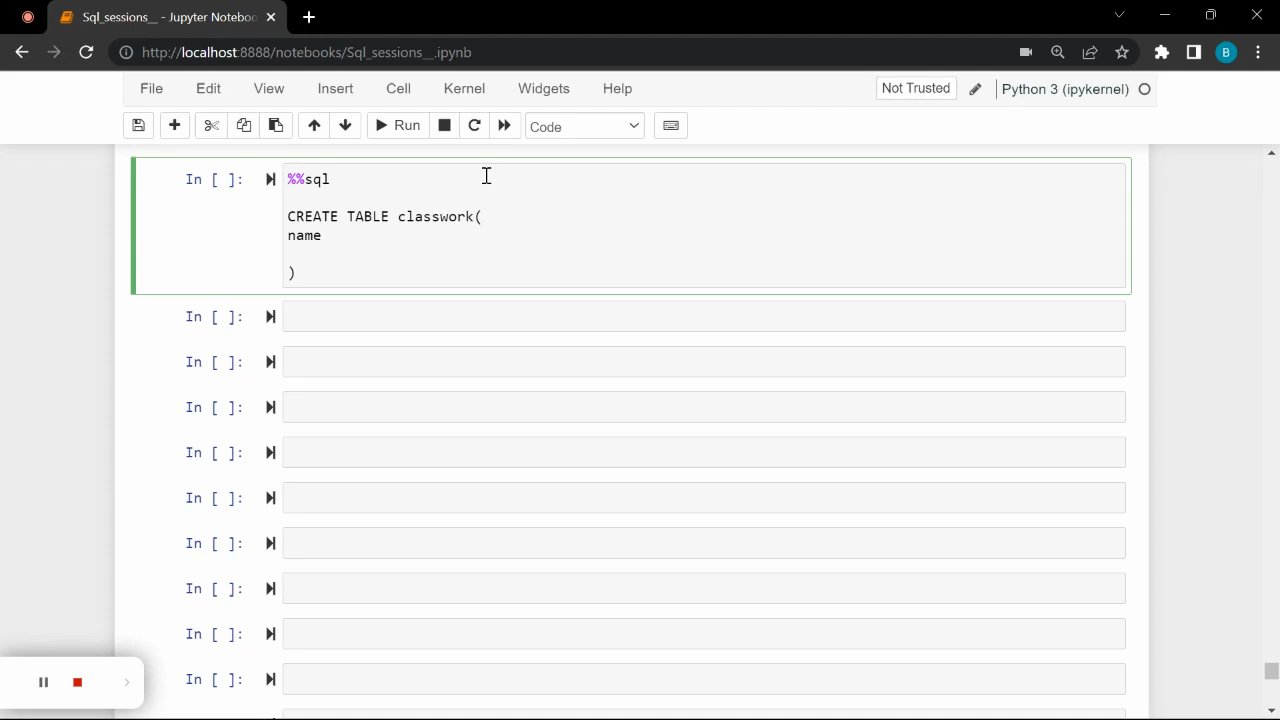 Sql_sessions__ - Jupyter Noteboo
http://localhost:8888/notebooks/Sql_sessions__.ipynb
B
File Edit View Insert Cell Kernel Widgets Help
Not Trusted
Python 3 (ipykernel)
Run
Code
In [ ]:
%%sql
CREATE TABLE classwork(
name
)
In [ ]:
In [ ]:
In [ ]:
In [ ]:
In [ ]:
In [ ]:
In [ ]:
In [ ]:
In [ ]: